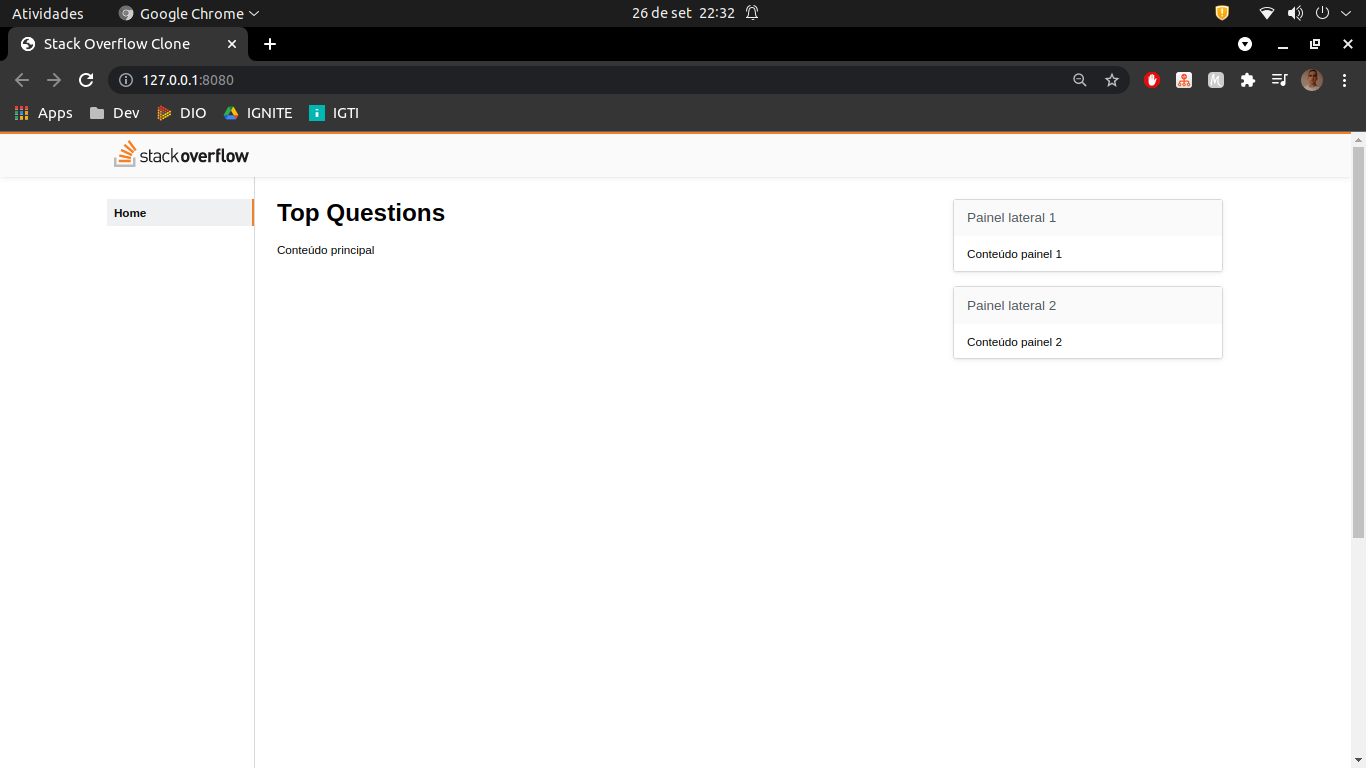 Atividades
Google Chrome
26 de set 22:32
Stack Overflow Clone
127.0.0.1:8080
Apps
Dev
DIO
IGNITE
IGTI
stackoverflow
Home
Top Questions
Conteúdo principal
Painel lateral 1
Conteúdo painel 1
Painel lateral 2
Conteúdo painel 2